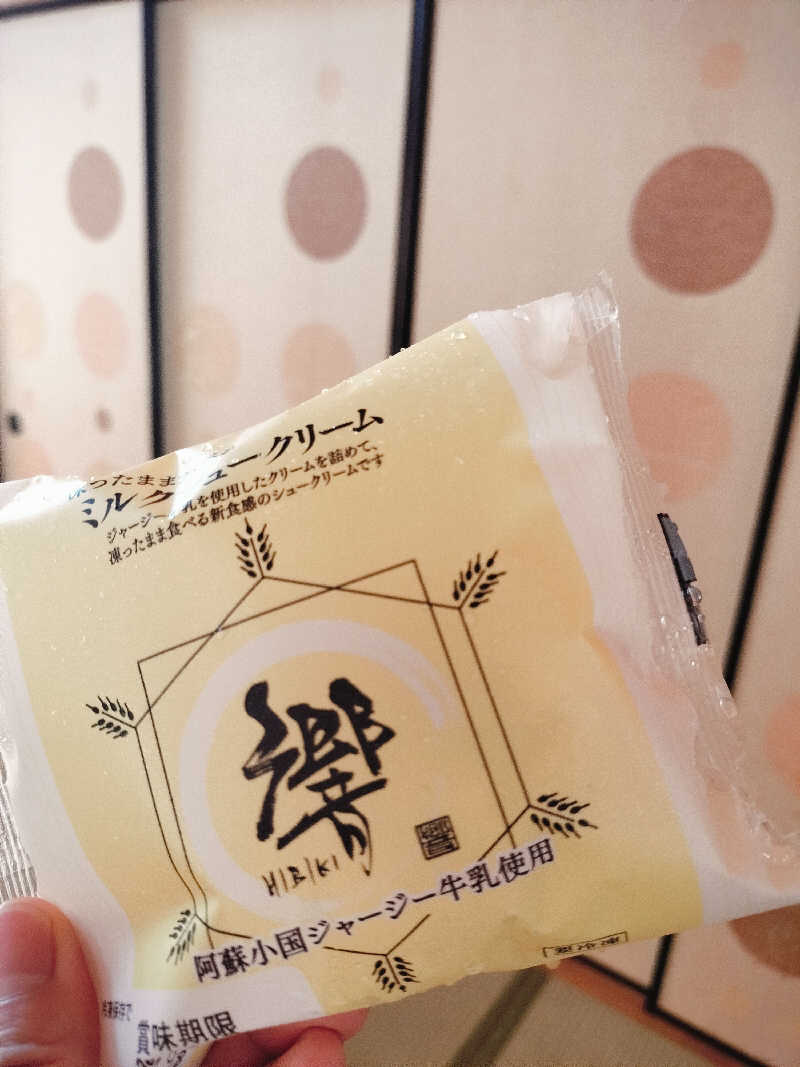 凍ったまま
ミルクシュークリーム
ジャージー牛乳を使用したクリームを詰めて、
凍ったまま食べる新食感のシュークリームです
響
HIBIKI
響
阿蘇小国ジャージー牛乳使用
要冷凍
賞味期限